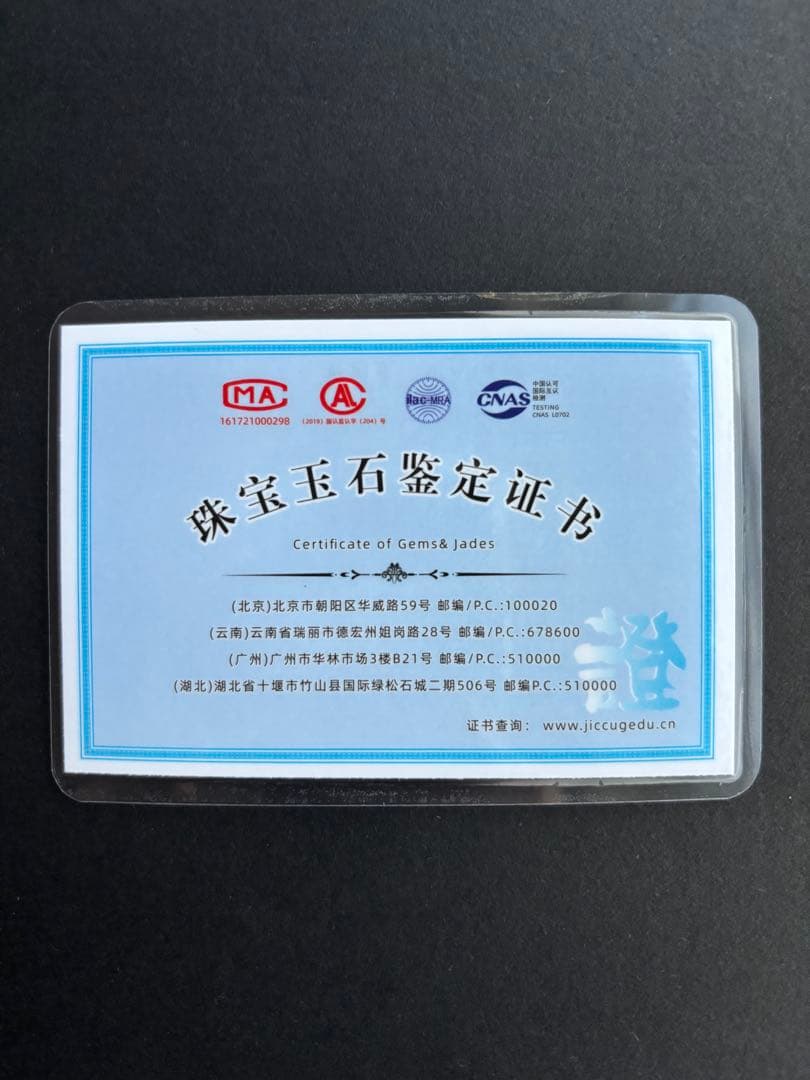 CMA
CAL
ilac-MRA
CNAS
中国认可
国际互认
检测
TESTING
CNAS L0702
161721000298
(2019)国认监认字(204)号
珠宝玉石鉴定证书
Certificate of Gems& Jades
(北京)北京市朝阳区华威路59号 邮编/P.C.:100020
(云南)云南省瑞丽市德宏州姐岗路28号 邮编/P.C.:678600
(广州)广州市华林市场3楼B21号 邮编/P.C.:510000
(湖北)湖北省十堰市竹山县国际绿松石城二期506号 邮编P.C.:510000
證
证书查询: www.jiccugedu.cn